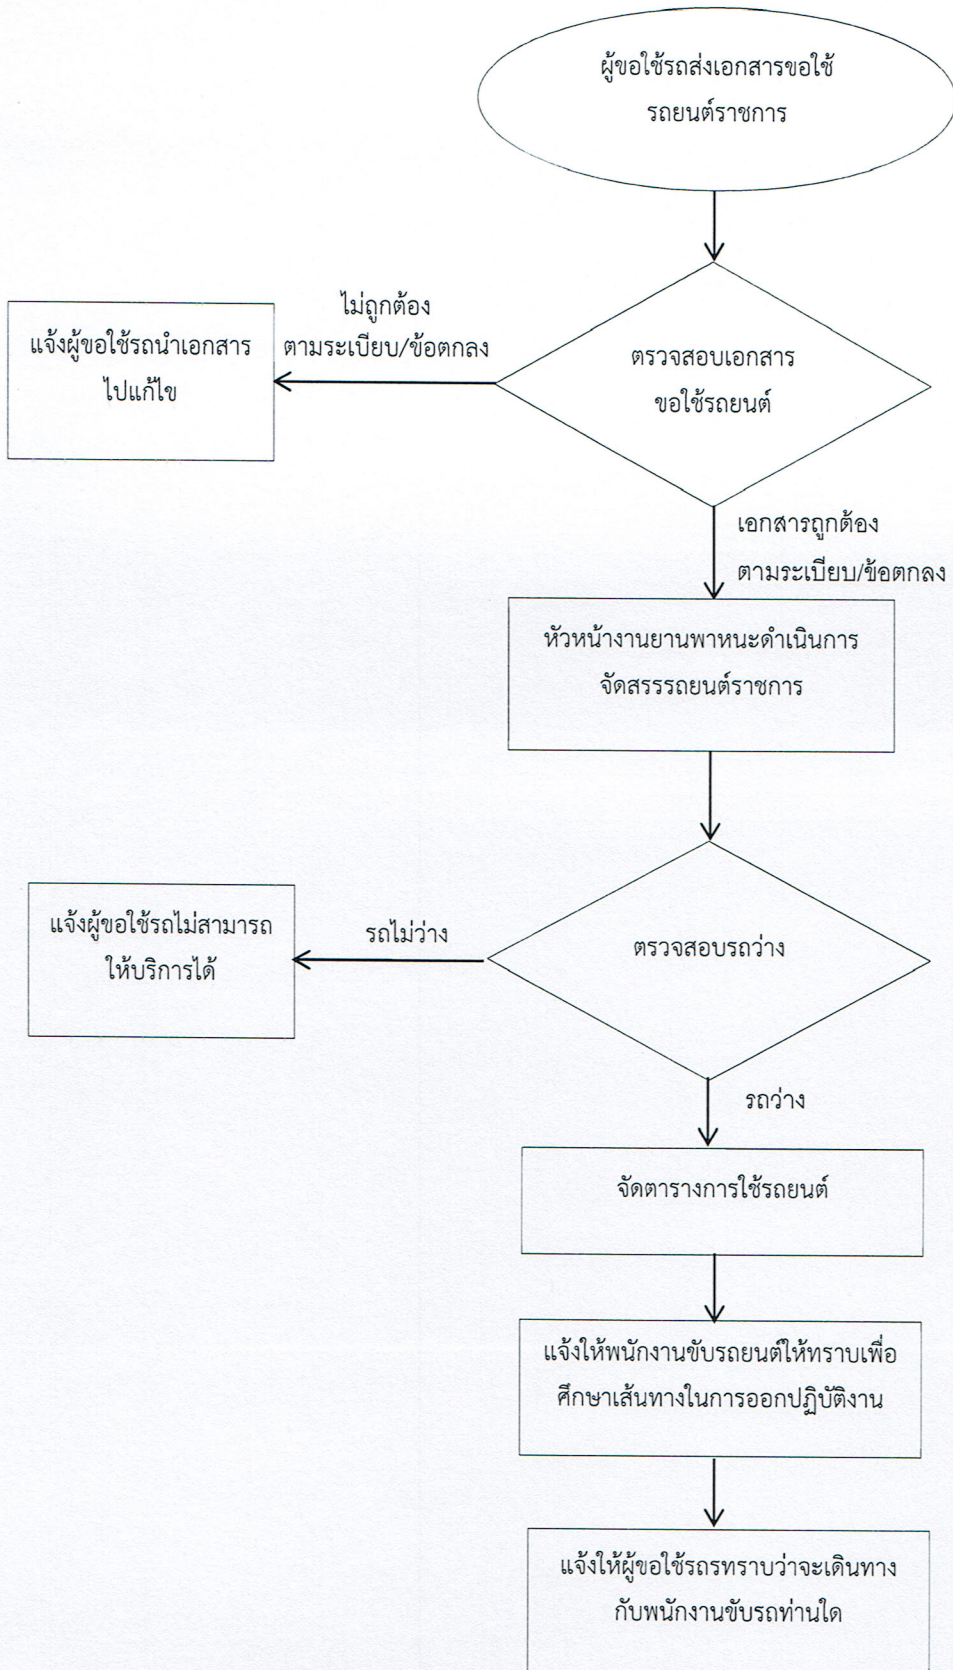 ผู้ขอใช้รถส่งเอกสารขอใช้
รถยนต์ราชการ
ไม่ถูกต้อง
ตามระเบียบ/ข้อตกลง
แจ้งผู้ขอใช้รถนำเอกสาร
ไปแก้ไข
ตรวจสอบเอกสาร
ขอใช้รถยนต์
เอกสารถูกต้อง
ตามระเบียบ/ข้อตกลง
หัวหน้างานยานพาหนะดำเนินการ
จัดสรรรถยนต์ราชการ
แจ้งผู้ขอใช้รถไม่สามารถ
ให้บริการได้
รถไม่ว่าง
ตรวจสอบรถว่าง
รถว่าง
จัดตารางการใช้รถยนต์
แจ้งให้พนักงานขับรถยนต์ให้ทราบเพื่อ
ศึกษาเส้นทางในการออกปฏิบัติงาน
แจ้งให้ผู้ขอใช้รถรทราบว่าจะเดินทาง
กับพนักงานขับรถท่านใด